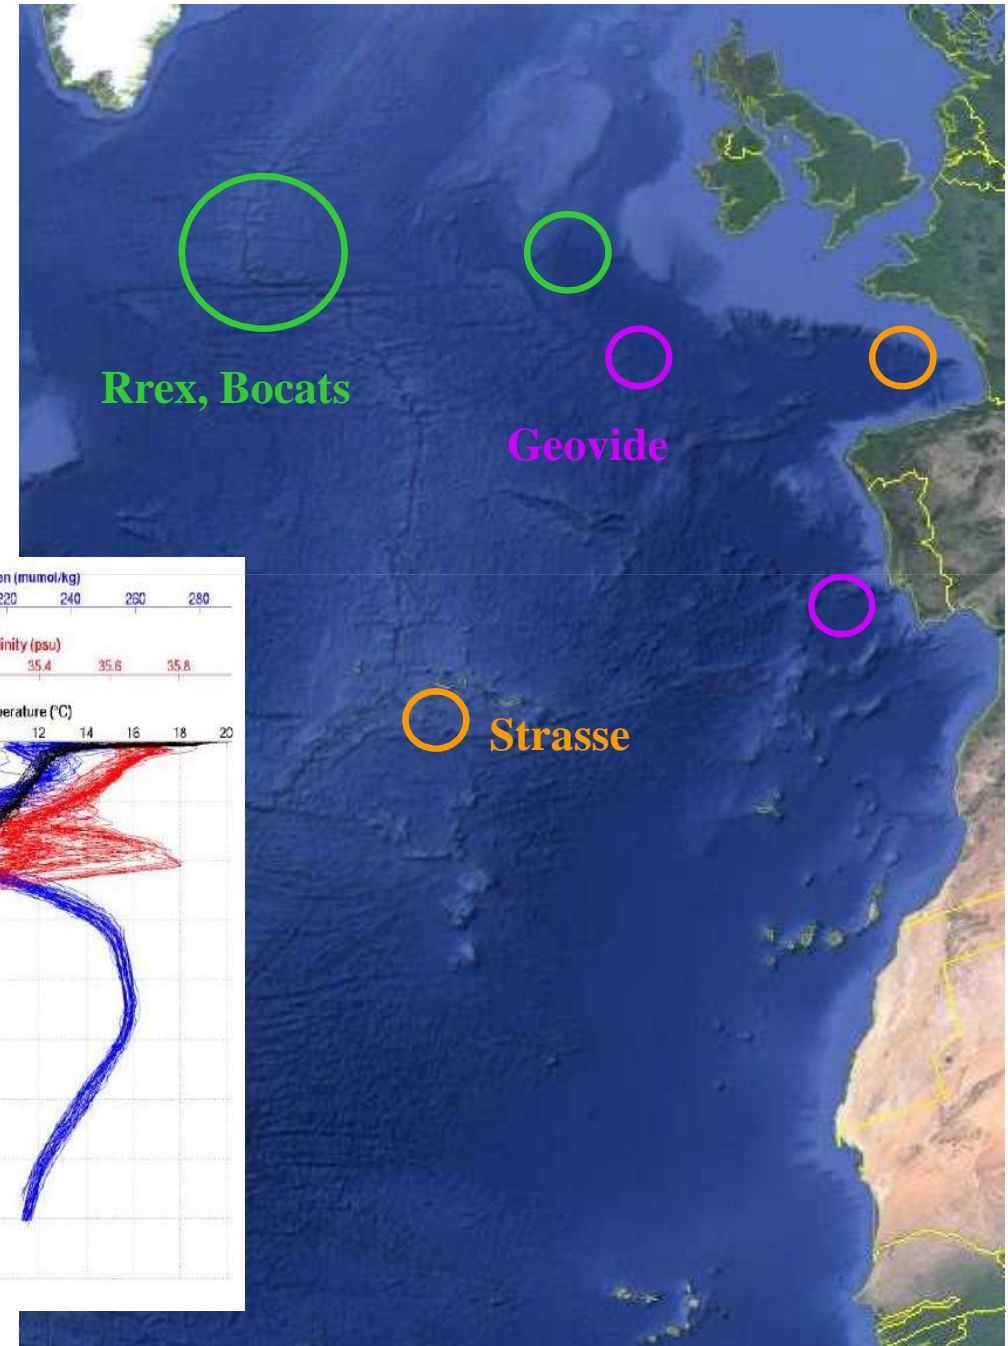 Rrex, Bocats
Geovide
en (mumol/kg)
220 240 260 280
inity (psu)
35.4 35.6 35.8
perature (°C)
12 14 16 18 20
Strasse